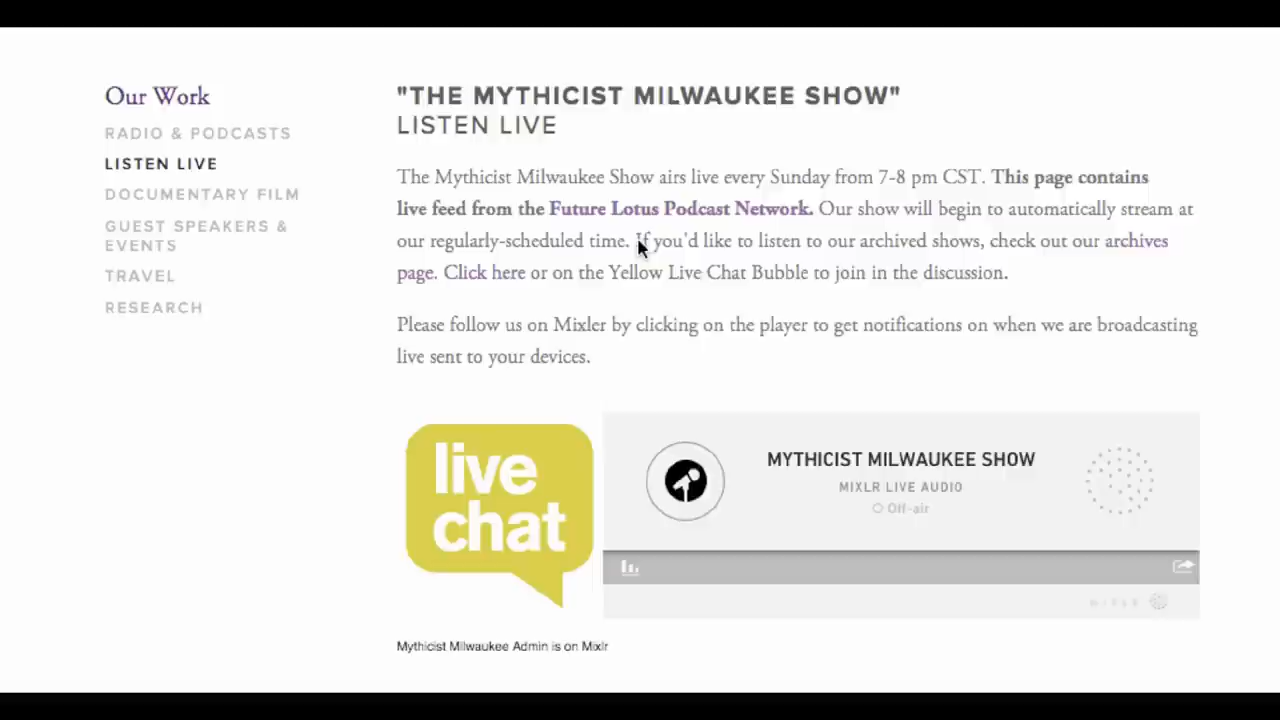 Our Work
RADIO & PODCASTS
LISTEN LIVE
DOCUMENTARY FILM
GUEST SPEAKERS &
EVENTS
TRAVEL
RESEARCH
"THE MYTHICIST MILWAUKEE SHOW"
LISTEN LIVE
The Mythicist Milwaukee Show airs live every Sunday from 7-8 pm CST. This page contains
live feed from the Future Lotus Podcast Network. Our show will begin to automatically stream at
our regularly-scheduled time. If you'd like to listen to our archived shows, check out our archives
page. Click here or on the Yellow Live Chat Bubble to join in the discussion.
Please follow us on Mixler by clicking on the player to get notifications on when we are broadcasting
live sent to your devices.
live
chat
MYTHICIST MILWAUKEE SHOW
MIXLR LIVE AUDIO
Off-air
MIXLR
Mythicist Milwaukee Admin is on Mixlr